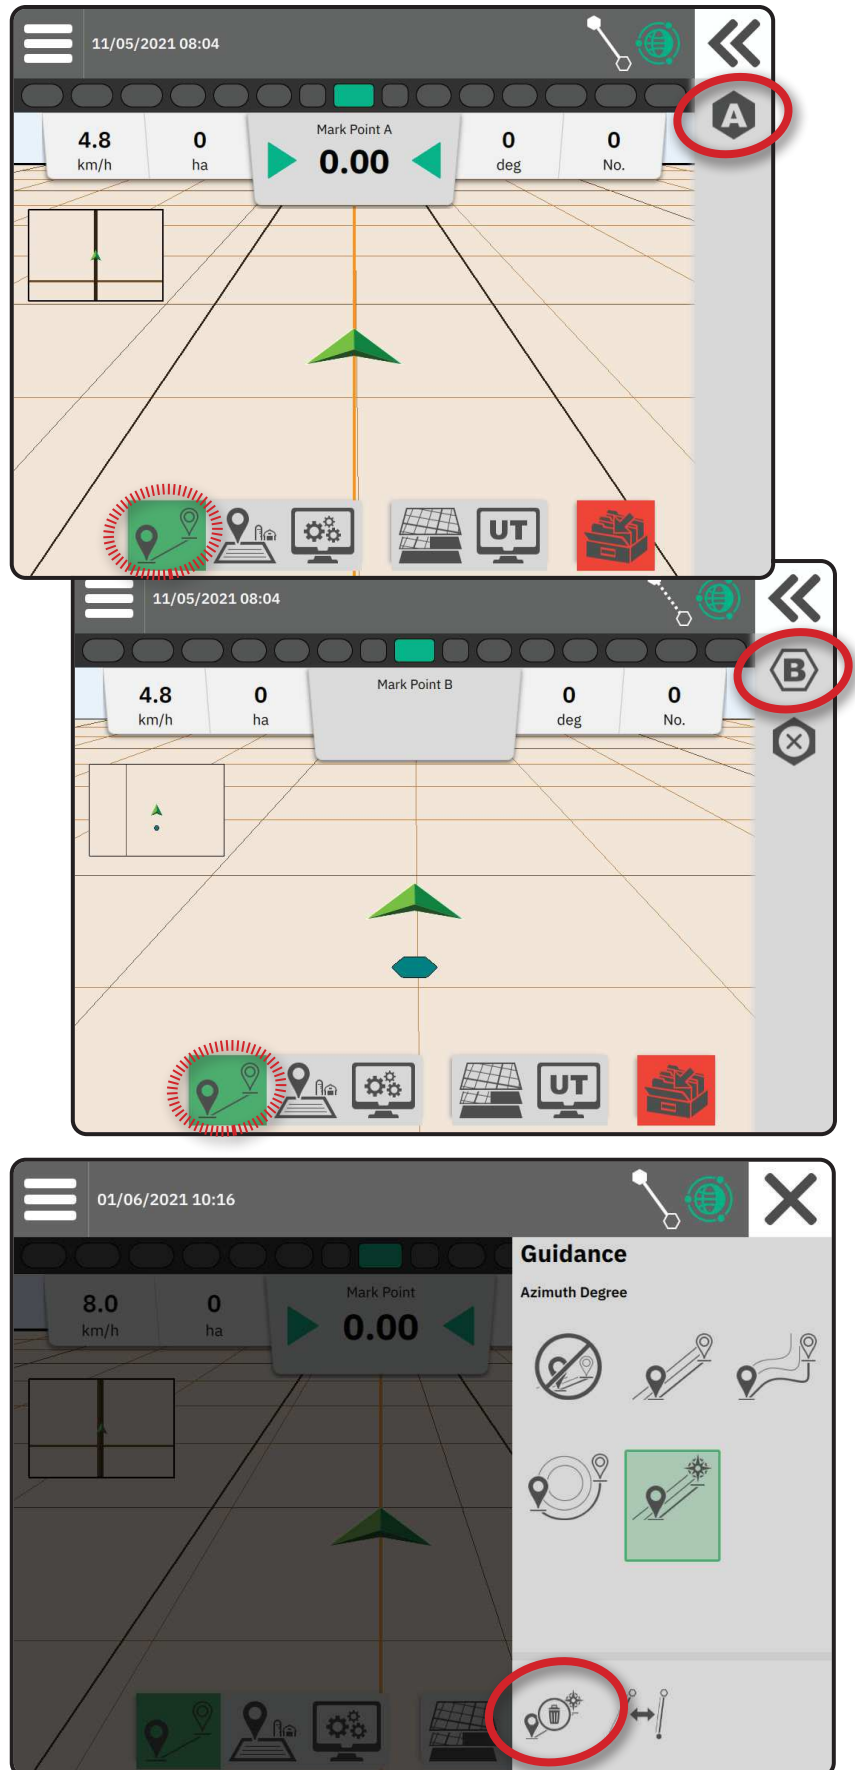 11/05/2021 08:04
A
Mark Point A
4.8 0 0.00 0 0
km/h ha deg No.
UT
11/05/2021 08:04
B
Mark Point B
4.8 0 0 0
km/h ha deg No.
UT
01/06/2021 10:16
Guidance
Azimuth Degree
Mark Point
8.0 0 0.00
km/h ha